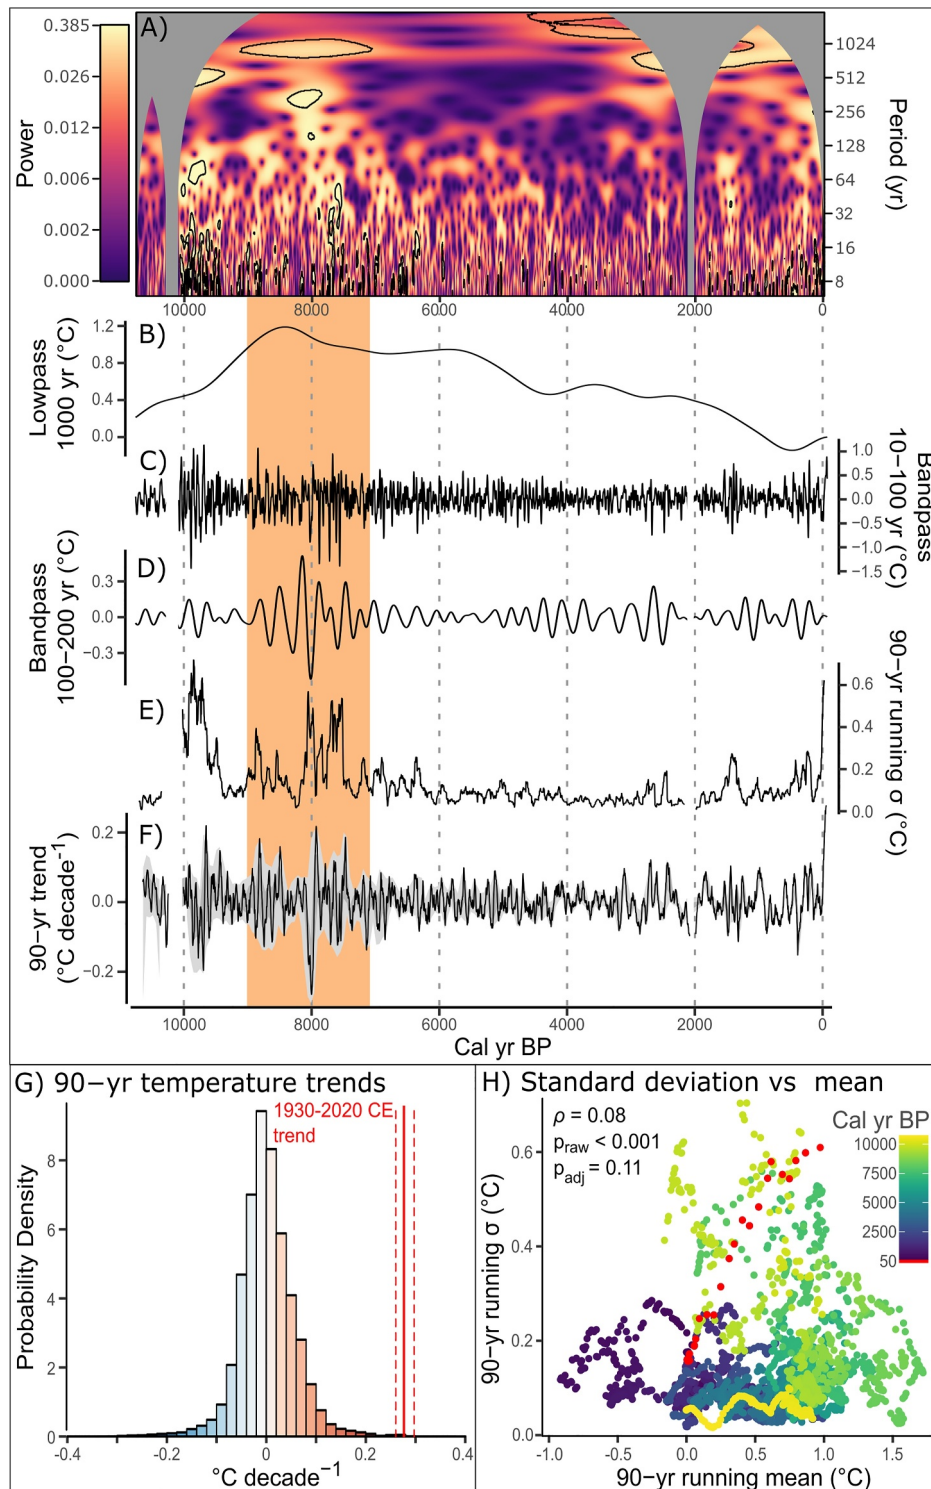 A)
0.385
0.026
0.012
0.006
0.002
0.000
Power
1024
512
256
128
64
32
16
8
Period (yr)
10000 8000 6000 4000 2000 0
B)
1.2
0.8
0.4
0.0
Lowpass
1000 yr (°C)
C)
1.0
0.5
0.0
−0.5
−1.0
−1.5
Bandpass
10−100 yr (°C)
D)
0.3
0.0
−0.3
Bandpass
100−200 yr (°C)
E)
0.6
0.4
0.2
0.0
90−yr running σ (°C)
F)
0.2
0.0
−0.2
90−yr trend
(°C decade⁻¹)
10000 8000 6000 4000 2000 0
Cal yr BP
G) 90−yr temperature trends
1930-2020 CE
trend
8
6
4
2
0
Probability Density
-0.4 -0.2 0 0.2 0.4
°C decade⁻¹
H) Standard deviation vs mean
ρ = 0.08
p_raw < 0.001
p_adj = 0.11
Cal yr BP
10000
7500
5000
2500
50
0.6
0.4
0.2
0.0
90−yr running σ (°C)
-1.0 -0.5 0.0 0.5 1.0 1.5
90−yr running mean (°C)